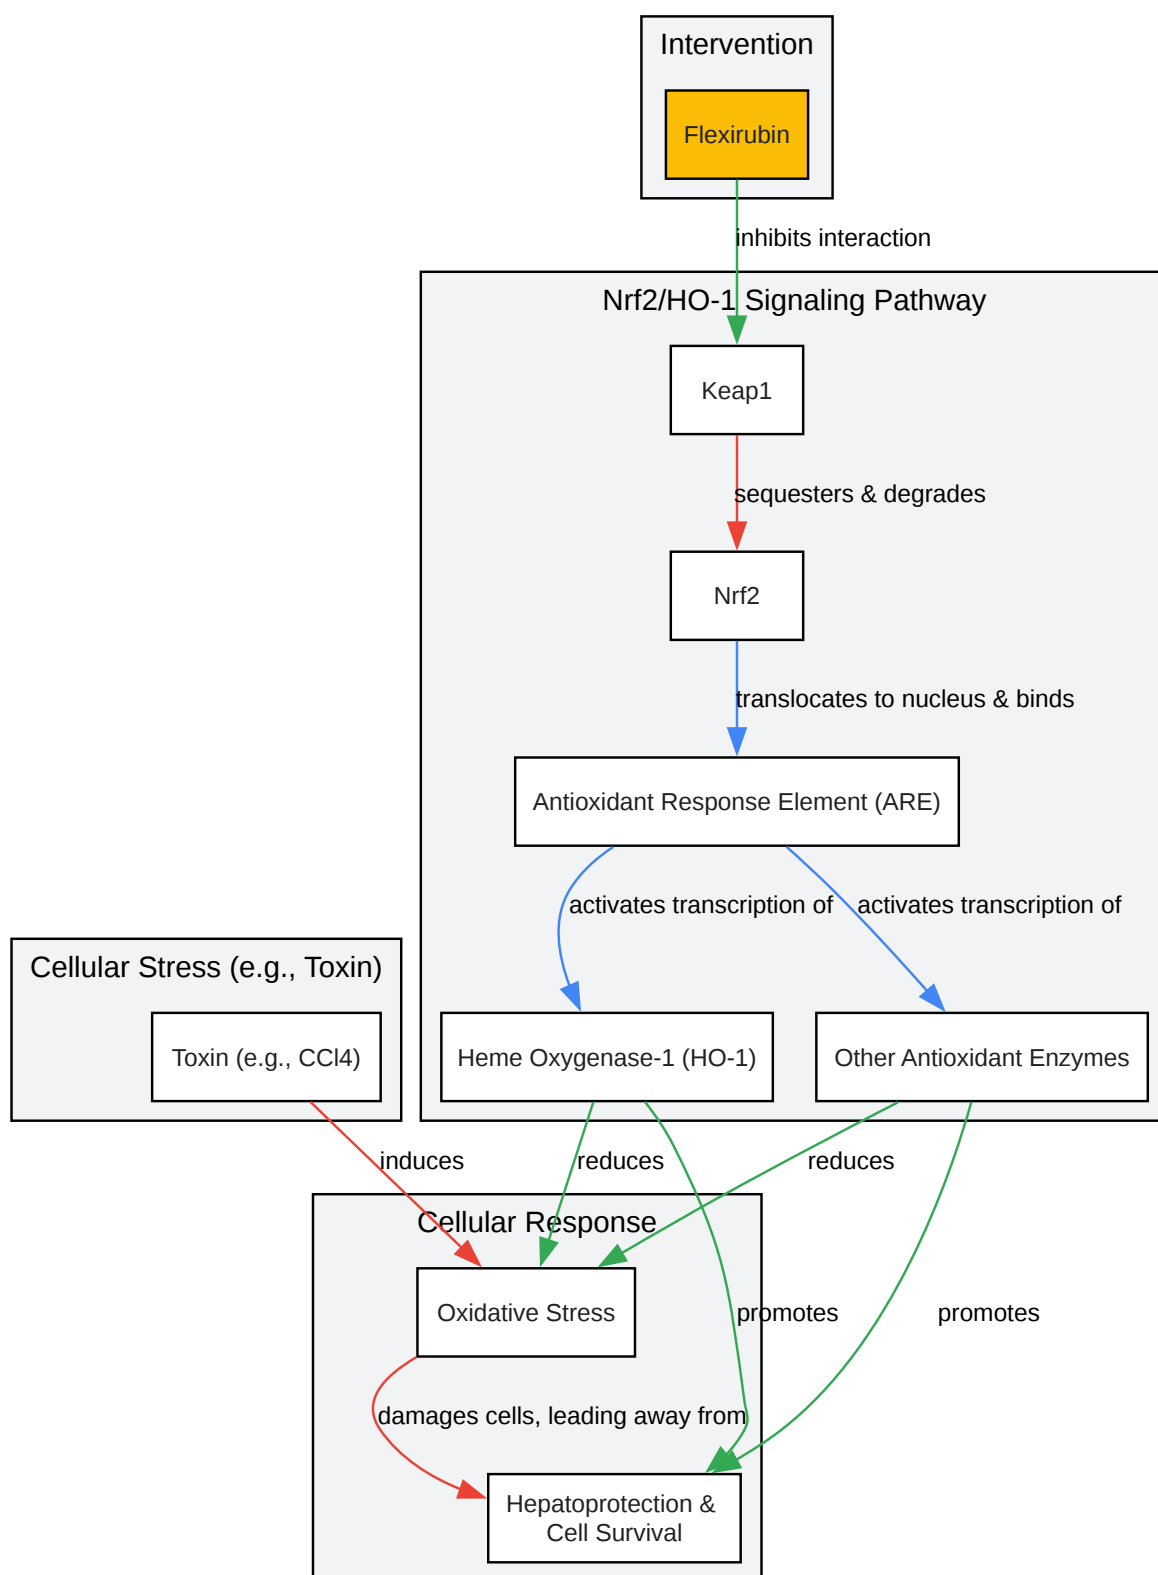 Intervention
Flexirubin
inhibits interaction
Nrf2/HO-1 Signaling Pathway
Keap1
sequesters & degrades
Nrf2
translocates to nucleus & binds
Antioxidant Response Element (ARE)
activates transcription of
activates transcription of
Cellular Stress (e.g., Toxin)
Toxin (e.g., CCl4)
Heme Oxygenase-1 (HO-1)
Other Antioxidant Enzymes
induces
reduces
reduces
Cellular Response
Oxidative Stress
promotes
promotes
damages cells, leading away from
Hepatoprotection &
Cell Survival